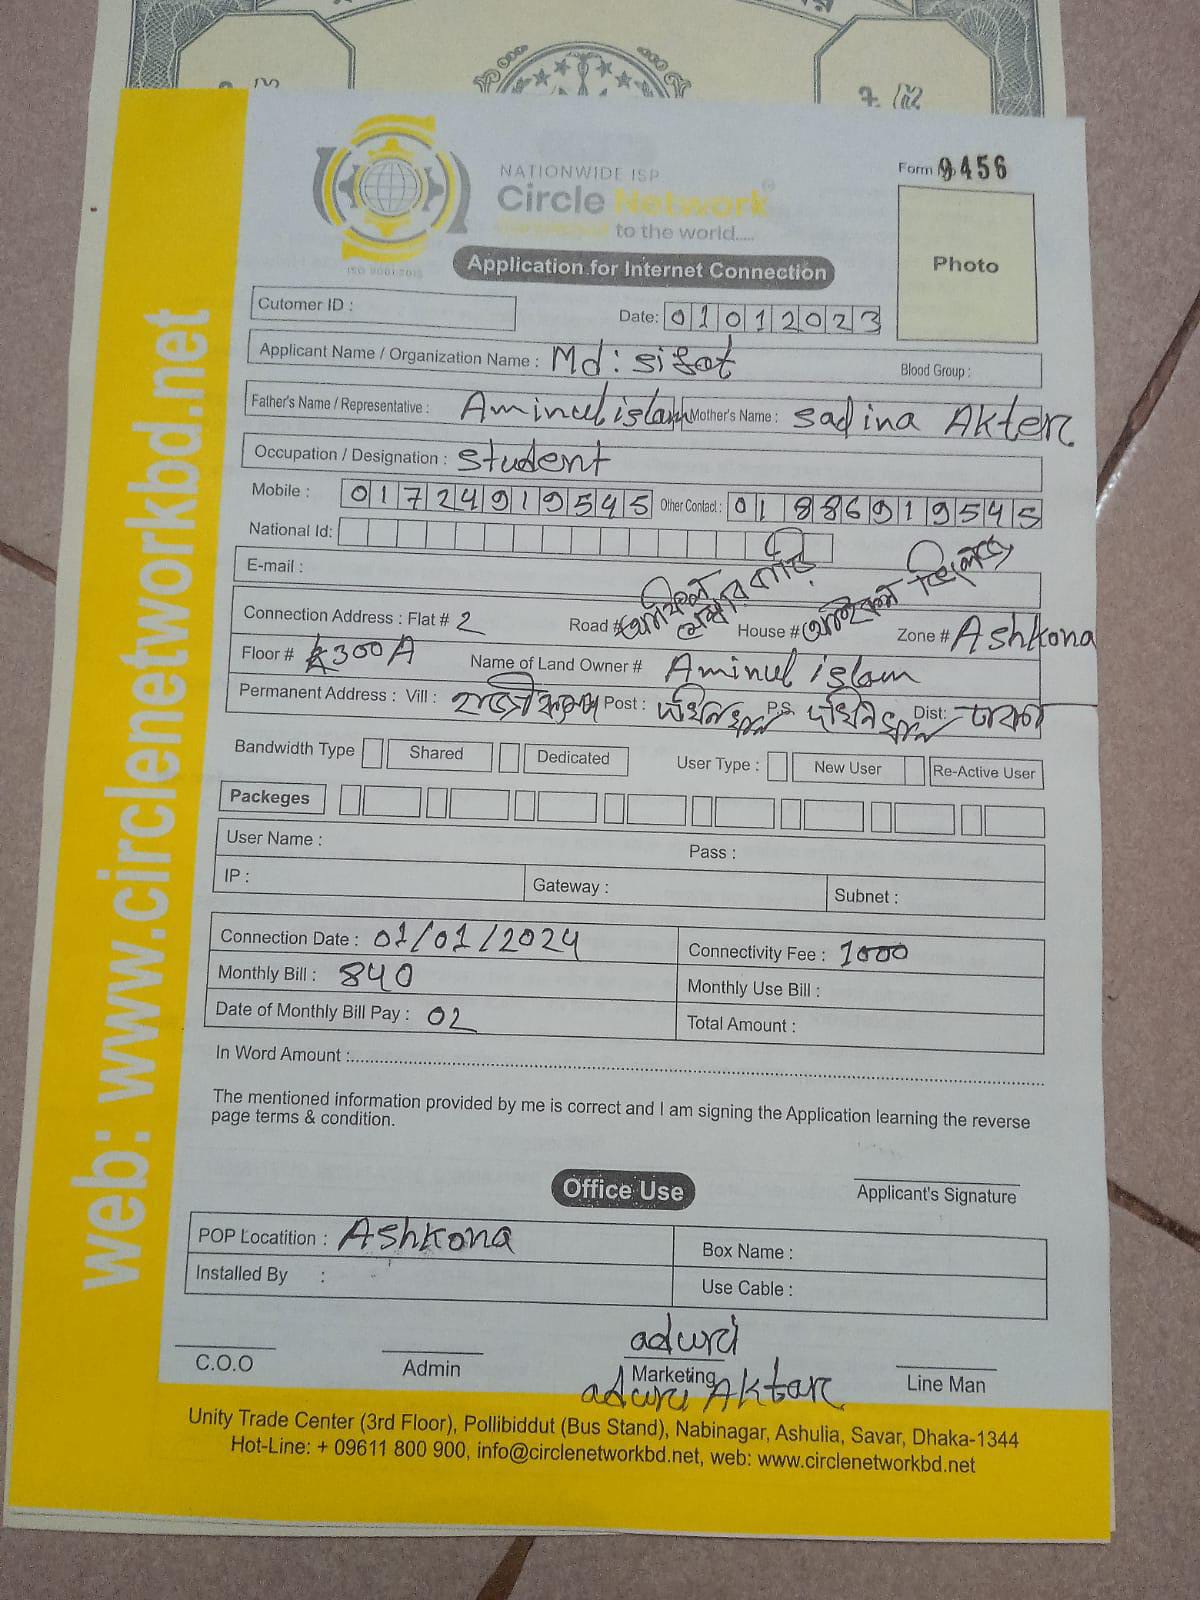 ৭
Form 9456
NATIONWIDE ISP
Circle Network
to the world.....
ISO 9001:2015
Photo
Application for Internet Connection
Cutomer ID :
Date: 01012023
Applicant Name / Organization Name : Md: sifat
Blood Group :
Father's Name / Representative : Aminul islam Mother's Name : Sadina Akter
Occupation / Designation : Student
Mobile : 01724919545 Other Contact : 01886919545
National Id:
E-mail :
Connection Address : Flat # 2 Road # House # Zone # Ashkona
Floor # 300A Name of Land Owner # Aminul islam
Permanent Address : Vill : Post : P.S. Dist: ঢাকা
Bandwidth Type Shared Dedicated User Type : New User Re-Active User
Packeges
User Name : Pass :
IP : Gateway : Subnet :
Connection Date : 01/01/2024 Connectivity Fee : 1000
Monthly Bill : 840 Monthly Use Bill :
Date of Monthly Bill Pay : 02 Total Amount :
In Word Amount :
The mentioned information provided by me is correct and I am signing the Application learning the reverse
page terms & condition.
Applicant's Signature
Office Use
POP Locatition : Ashkona Box Name :
Installed By : Use Cable :
aduri
C.O.O Admin Marketing Line Man
aduri Aktar
Unity Trade Center (3rd Floor), Pollibiddut (Bus Stand), Nabinagar, Ashulia, Savar, Dhaka-1344
Hot-Line: + 09611 800 900, info@circlenetworkbd.net, web: www.circlenetworkbd.net
web: www.circlenetworkbd.net